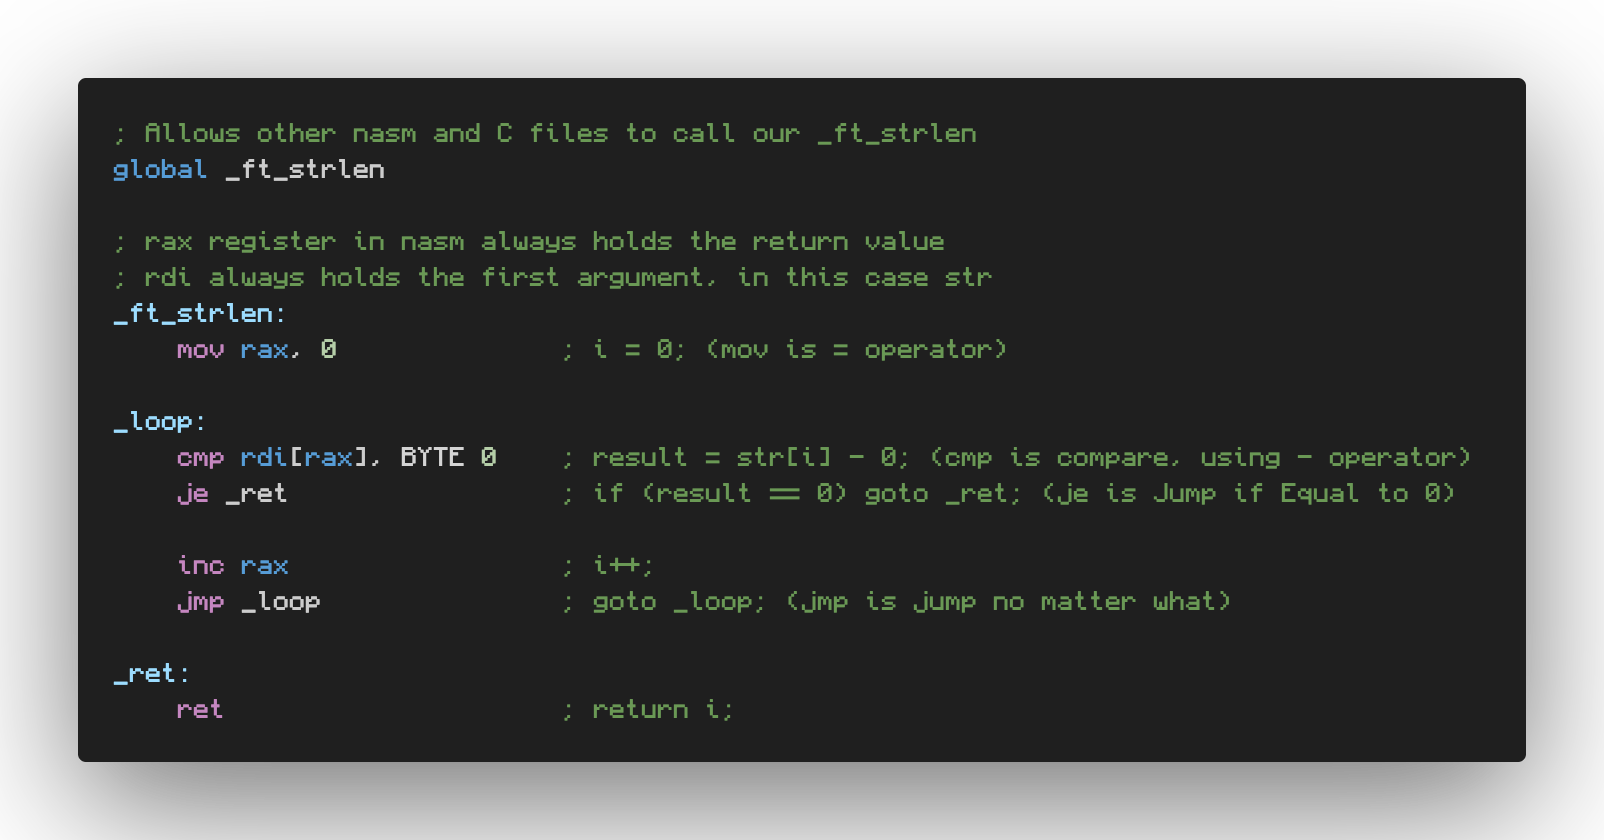 ; Allows other nasm and C files to call our _ft_strlen
global _ft_strlen
; rax register in nasm always holds the return value
; rdi always holds the first argument, in this case str
_ft_strlen:
    mov rax, 0              ; i = 0; (mov is = operator)
_loop:
    cmp rdi[rax], BYTE 0    ; result = str[i] - 0; (cmp is compare, using - operator)
    je _ret                 ; if (result == 0) goto _ret; (je is Jump if Equal to 0)
    inc rax                 ; i++;
    jmp _loop               ; goto _loop; (jmp is jump no matter what)
_ret:
    ret                     ; return i;